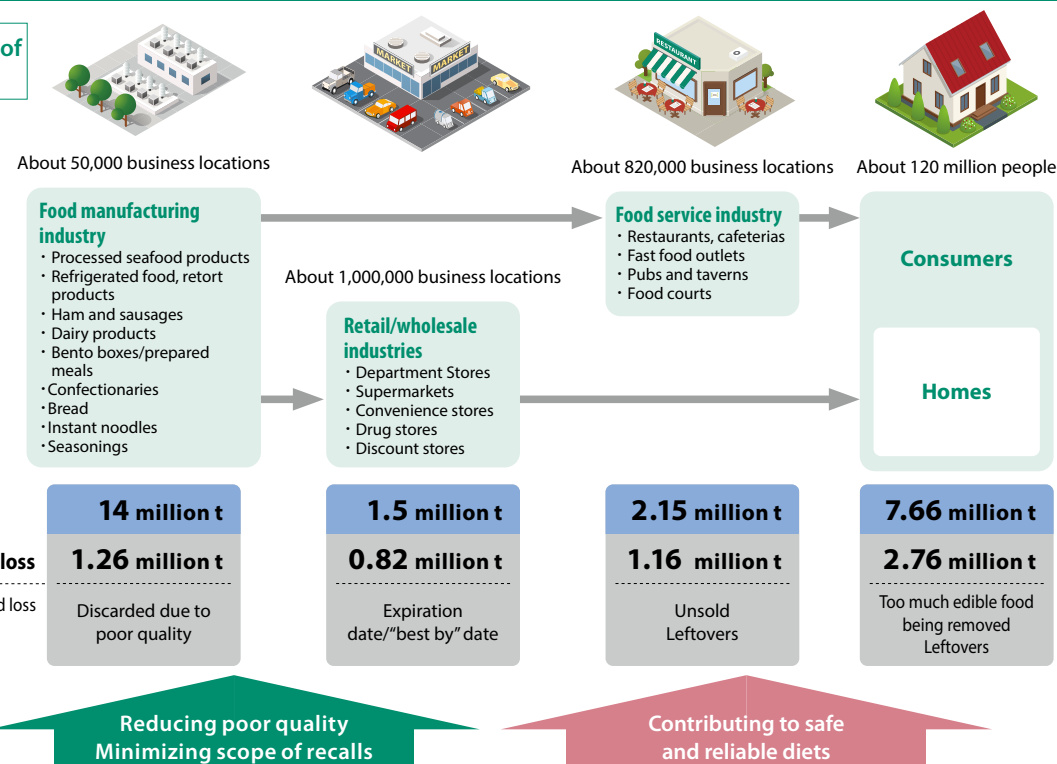 of
MARKET
MARKET
RESTAURANT
About 50,000 business locations
About 820,000 business locations
About 120 million people
Food manufacturing
industry
・Processed seafood products
・Refrigerated food, retort
products
・Ham and sausages
・Dairy products
・Bento boxes/prepared
meals
・Confectionaries
・Bread
・Instant noodles
・Seasonings
About 1,000,000 business locations
Retail/wholesale
industries
・Department Stores
・Supermarkets
・Convenience stores
・Drug stores
・Discount stores
Food service industry
・Restaurants, cafeterias
・Fast food outlets
・Pubs and taverns
・Food courts
Consumers
Homes
14 million t
1.5 million t
2.15 million t
7.66 million t
loss
1.26 million t
0.82 million t
1.16 million t
2.76 million t
d loss
Discarded due to
poor quality
Expiration
date/“best by” date
Unsold
Leftovers
Too much edible food
being removed
Leftovers
Reducing poor quality
Minimizing scope of recalls
Contributing to safe
and reliable diets